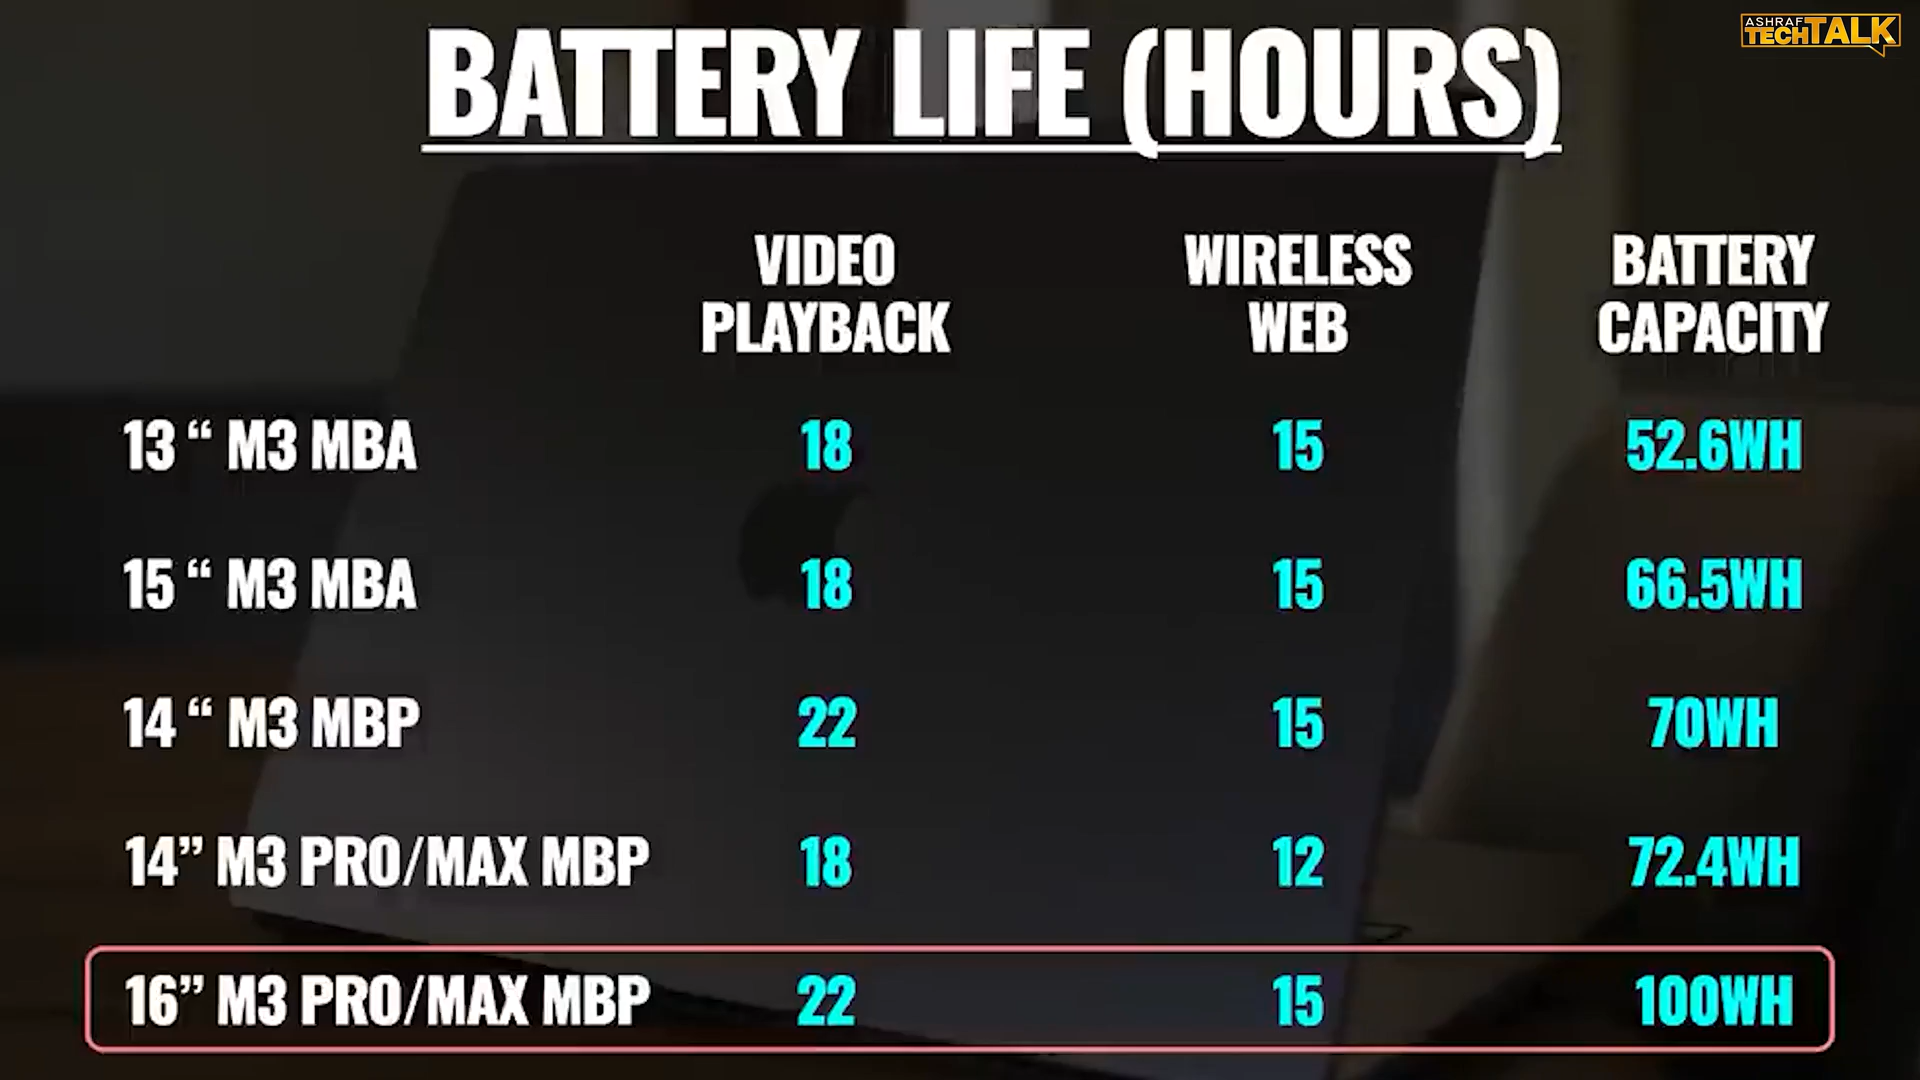 ASHRAF
TECHTALK
BATTERY LIFE (HOURS)
VIDEO PLAYBACK
WIRELESS WEB
BATTERY CAPACITY
13 “ M3 MBA 18 15 52.6WH
15 “ M3 MBA 18 15 66.5WH
14 “ M3 MBP 22 15 70WH
14” M3 PRO/MAX MBP 18 12 72.4WH
16” M3 PRO/MAX MBP 22 15 100WH